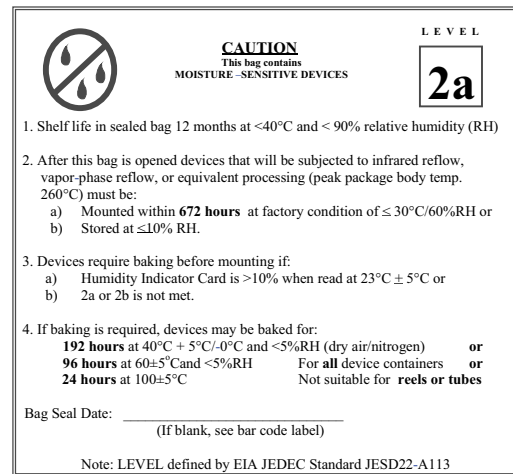 LEVEL
CAUTION
This bag contains
MOISTURE –SENSITIVE DEVICES
2a
1. Shelf life in sealed bag 12 months at <40°C and < 90% relative humidity (RH)
2. After this bag is opened devices that will be subjected to infrared reflow,
vapor-phase reflow, or equivalent processing (peak package body temp.
260°C) must be:
a) Mounted within 672 hours at factory condition of ≤ 30°C/60%RH or
b) Stored at ≤10% RH.
3. Devices require baking before mounting if:
a) Humidity Indicator Card is >10% when read at 23°C ± 5°C or
b) 2a or 2b is not met.
4. If baking is required, devices may be baked for:
192 hours at 40°C + 5°C/-0°C and <5%RH (dry air/nitrogen) or
96 hours at 60±5°Cand <5%RH For all device containers or
24 hours at 100±5°C Not suitable for reels or tubes
Bag Seal Date: ______________________________
(If blank, see bar code label)
Note: LEVEL defined by EIA JEDEC Standard JESD22-A113